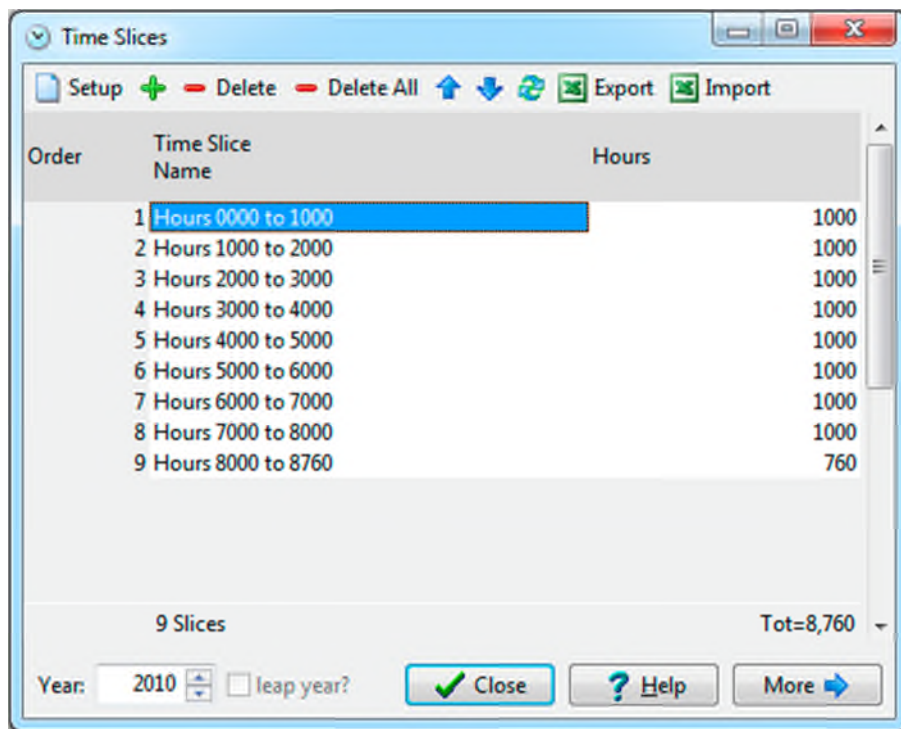 Time Slices
Setup Delete Delete All Export Import
Order Time Slice Name Hours
1 Hours 0000 to 1000 1000
2 Hours 1000 to 2000 1000
3 Hours 2000 to 3000 1000
4 Hours 3000 to 4000 1000
5 Hours 4000 to 5000 1000
6 Hours 5000 to 6000 1000
7 Hours 6000 to 7000 1000
8 Hours 7000 to 8000 1000
9 Hours 8000 to 8760 760
9 Slices Tot=8,760
Year: 2010 leap year? Close Help More